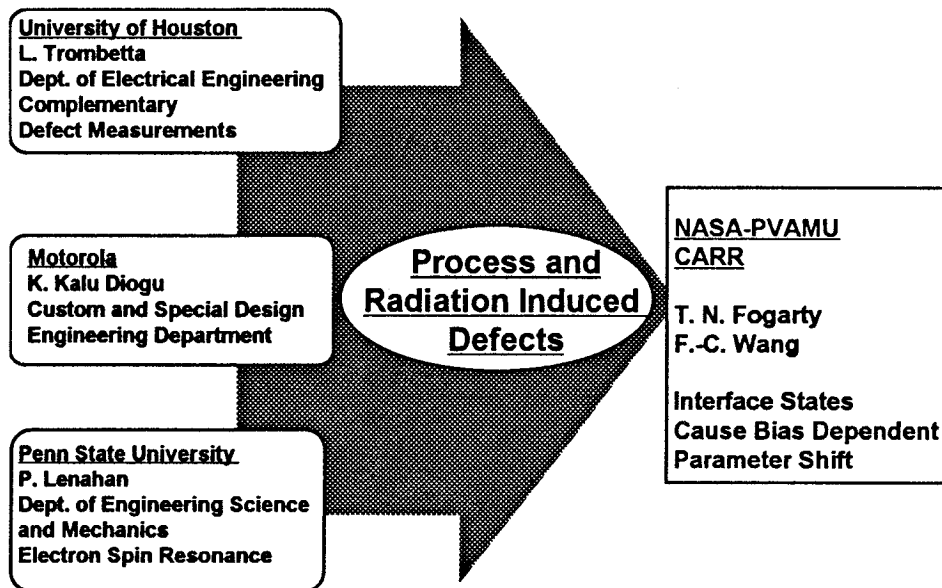 University of Houston
L. Trombetta
Dept. of Electrical Engineering
Complementary
Defect Measurements
Motorola
K. Kalu Diogu
Custom and Special Design
Engineering Department
Penn State University
P. Lenahan
Dept. of Engineering Science
and Mechanics
Electron Spin Resonance
Process and
Radiation Induced
Defects
NASA-PVAMU
CARR
T. N. Fogarty
F.-C. Wang
Interface States
Cause Bias Dependent
Parameter Shift